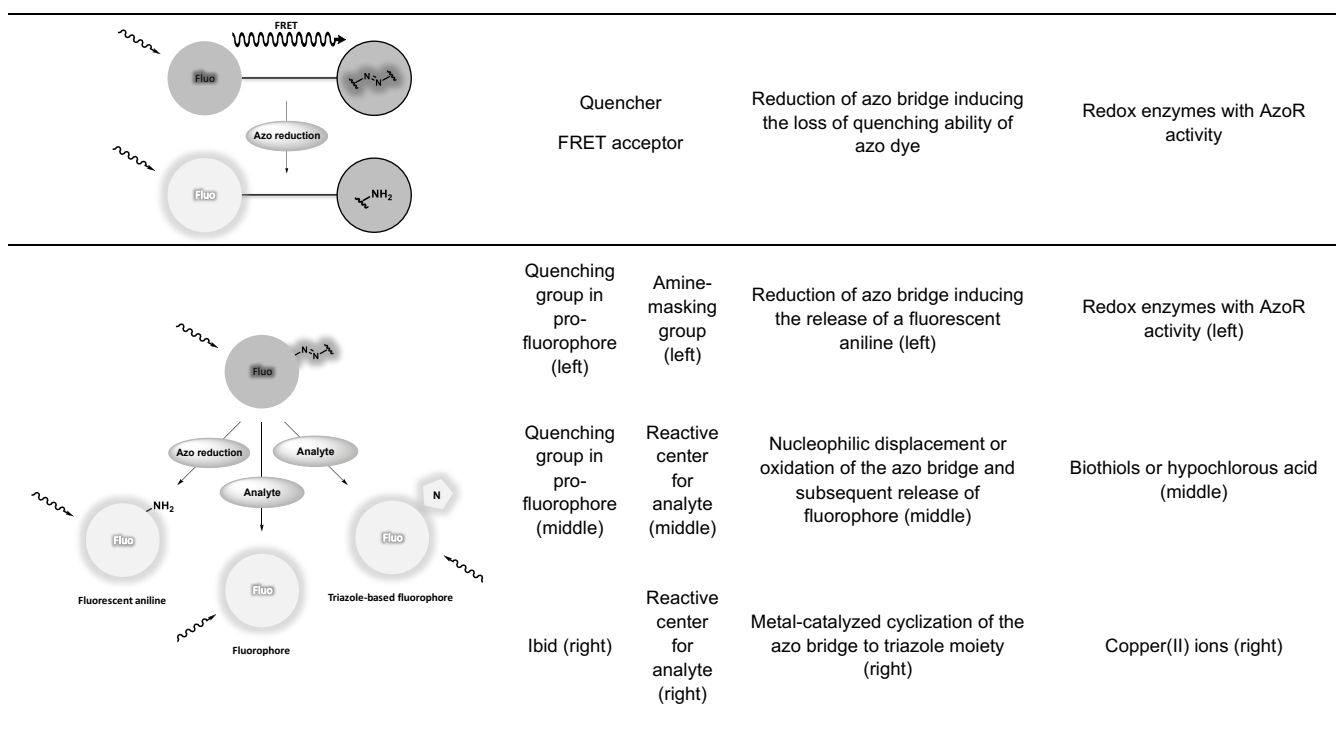 FRET
Fluo
N
N
Azo reduction
Fluo
NH2
Quencher
FRET acceptor
Reduction of azo bridge inducing
the loss of quenching ability of
azo dye
Redox enzymes with AzoR
activity
Fluo
N
N
Azo reduction
Analyte
Analyte
NH2
Fluo
Fluorescent aniline
Fluo
Fluorophore
N
Fluo
Triazole-based fluorophore
Quenching
group in
pro-
fluorophore
(left)
Amine-
masking
group
(left)
Reduction of azo bridge inducing
the release of a fluorescent
aniline (left)
Redox enzymes with AzoR
activity (left)
Quenching
group in
pro-
fluorophore
(middle)
Reactive
center
for
analyte
(middle)
Nucleophilic displacement or
oxidation of the azo bridge and
subsequent release of
fluorophore (middle)
Biothiols or hypochlorous acid
(middle)
Ibid (right)
Reactive
center
for
analyte
(right)
Metal-catalyzed cyclization of the
azo bridge to triazole moiety
(right)
Copper(II) ions (right)